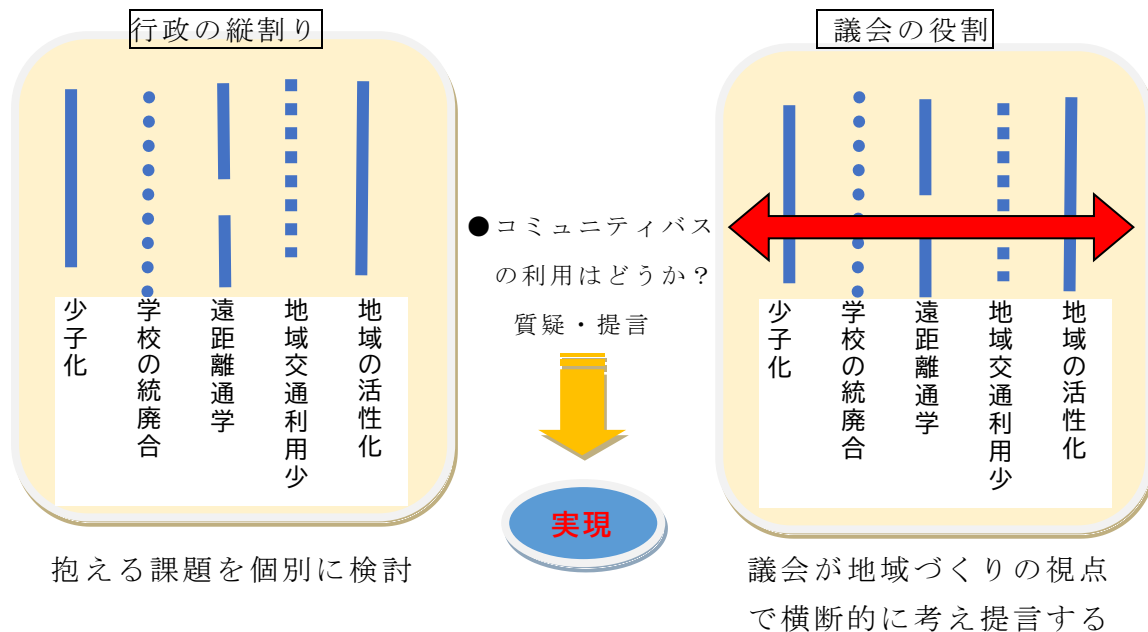 行政の縦割り
少子化
学校の統廃合
遠距離通学
地域交通利用少
地域の活性化
抱える課題を個別に検討
●コミュニティバス
の利用はどうか？
質疑・提言
実現
議会の役割
少子化
学校の統廃合
遠距離通学
地域交通利用少
地域の活性化
議会が地域づくりの視点
で横断的に考え提言する